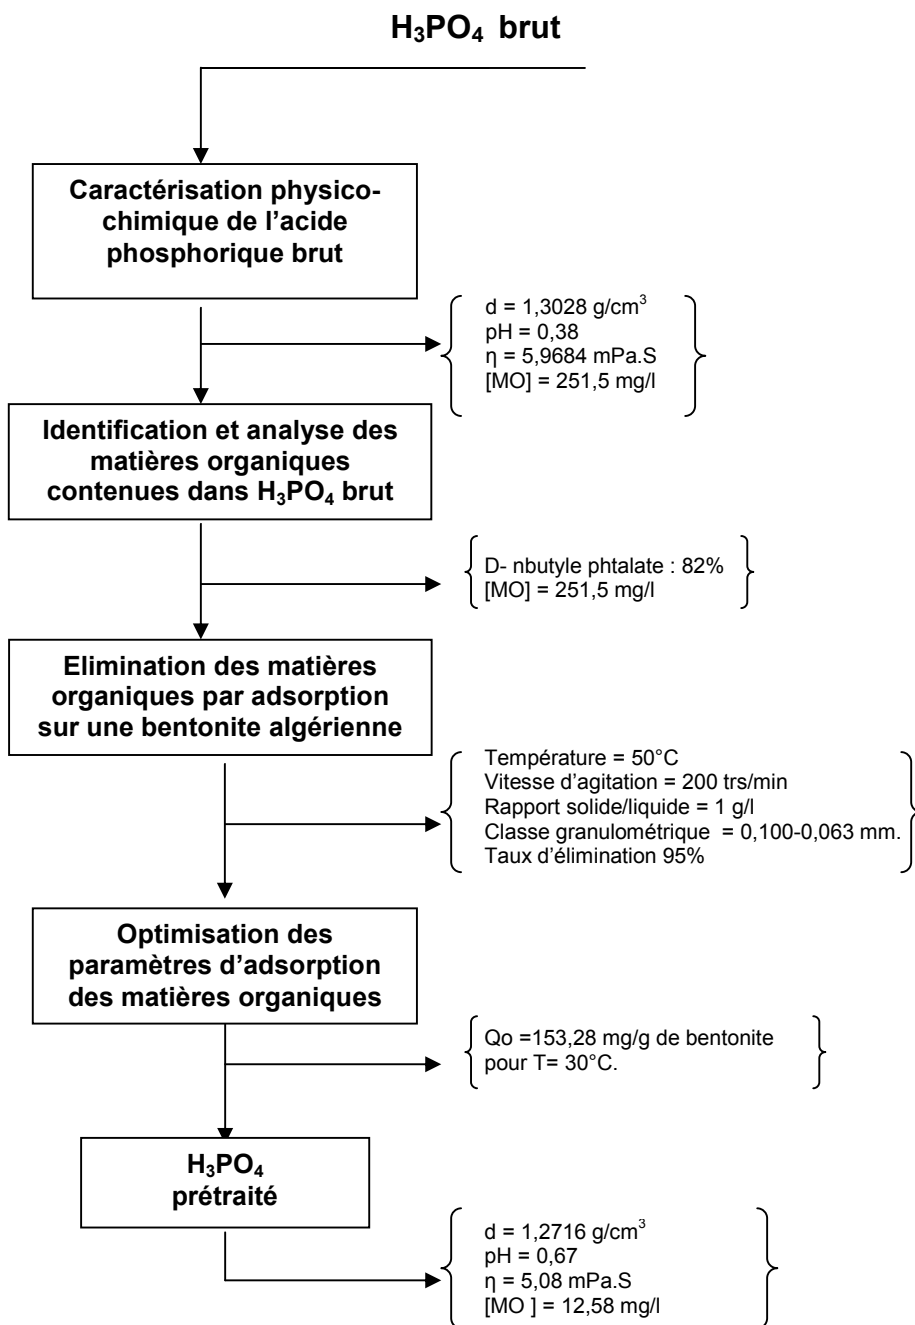 H₃PO₄ brut
Caractérisation physico-
chimique de l’acide
phosphorique brut
d = 1,3028 g/cm³
pH = 0,38
η = 5,9684 mPa.S
[MO] = 251,5 mg/l
Identification et analyse des
matières organiques
contenues dans H₃PO₄ brut
D- nbutyle phtalate : 82%
[MO] = 251,5 mg/l
Elimination des matières
organiques par adsorption
sur une bentonite algérienne
Température = 50°C
Vitesse d’agitation = 200 trs/min
Rapport solide/liquide = 1 g/l
Classe granulométrique = 0,100-0,063 mm.
Taux d’élimination 95%
Optimisation des
paramètres d’adsorption
des matières organiques
Qo =153,28 mg/g de bentonite
pour T= 30°C.
H₃PO₄
prétraité
d = 1,2716 g/cm³
pH = 0,67
η = 5,08 mPa.S
[MO ] = 12,58 mg/l